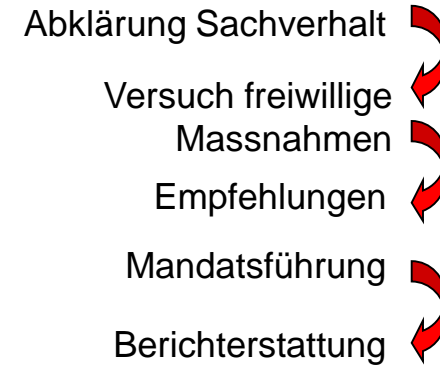 Abklärung Sachverhalt
Versuch freiwillige
Massnahmen
Empfehlungen
Mandatsführung
Berichterstattung